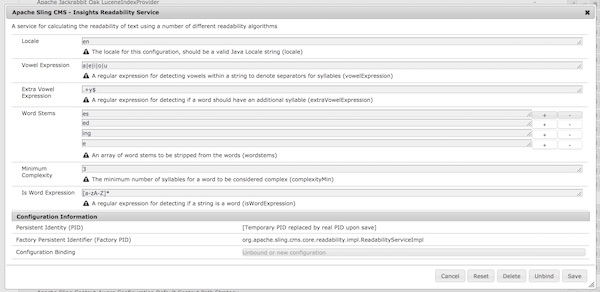 Apache Jackrabbit Oak LuceneIndexProvider
Apache Sling CMS - Insights Readability Service
A service for calculating the readability of text using a number of different readability algorithms
Locale
en
The locale for this configuration, should be a valid Java Locale string (locale)
Vowel Expression
a|e|i|o|u
A regular expression for detecting vowels within a string to denote separators for syllables (vowelExpression)
Extra Vowel
Expression
.+y$
A regular expression for detecting if a word should have an additional syllable (extraVowelExpression)
Word Stems
es + -
ed + -
ing + -
e + -
An array of word stems to be stripped from the words (wordstems)
Minimum
Complexity
3
The minimum number of syllables for a word to be considered complex (complexityMin)
Is Word Expression
[a-zA-Z]*
A regular expression for detecting if a string is a word (isWordExpression)
Configuration Information
Persistent Identity (PID) [Temporary PID replaced by real PID upon save]
Factory Persistent Identifier (Factory PID) org.apache.sling.cms.core.readability.impl.ReadabilityServiceImpl
Configuration Binding Unbound or new configuration
Cancel Reset Delete Unbind Save